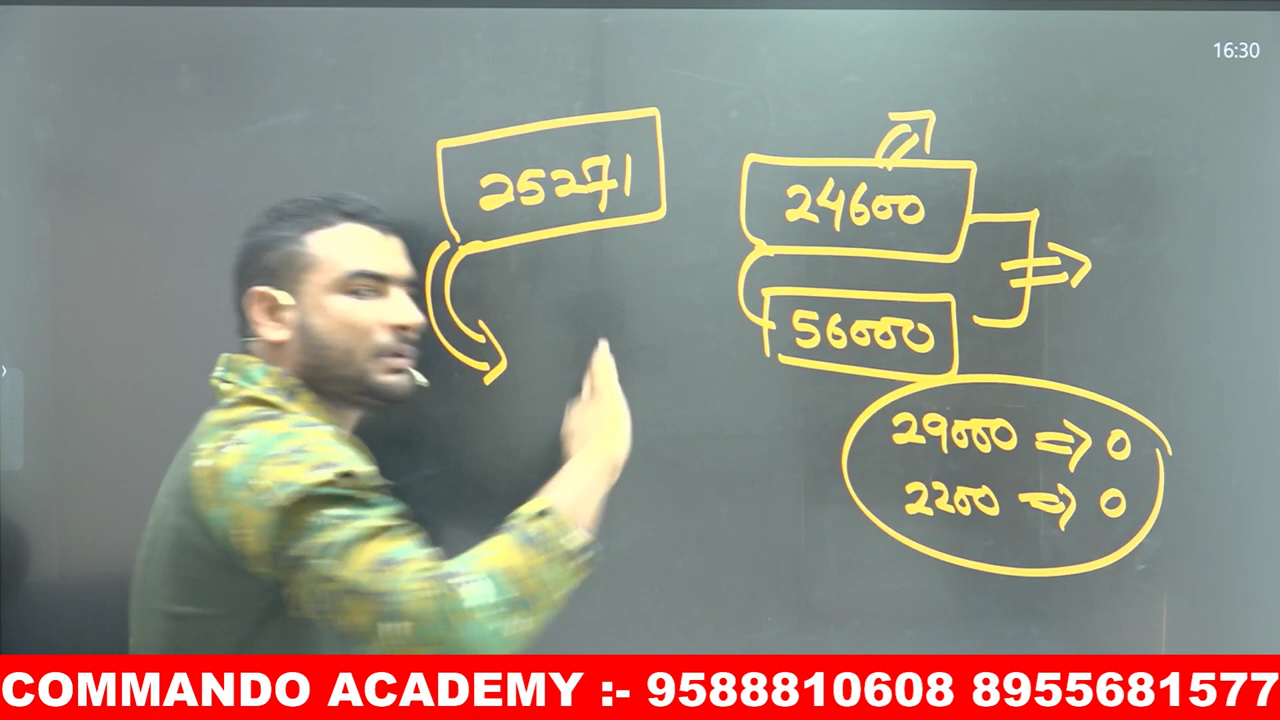 16:30
25271
24600
56000
29000 => 0
2200 => 0
COMMANDO ACADEMY :- 9588810608 8955681577